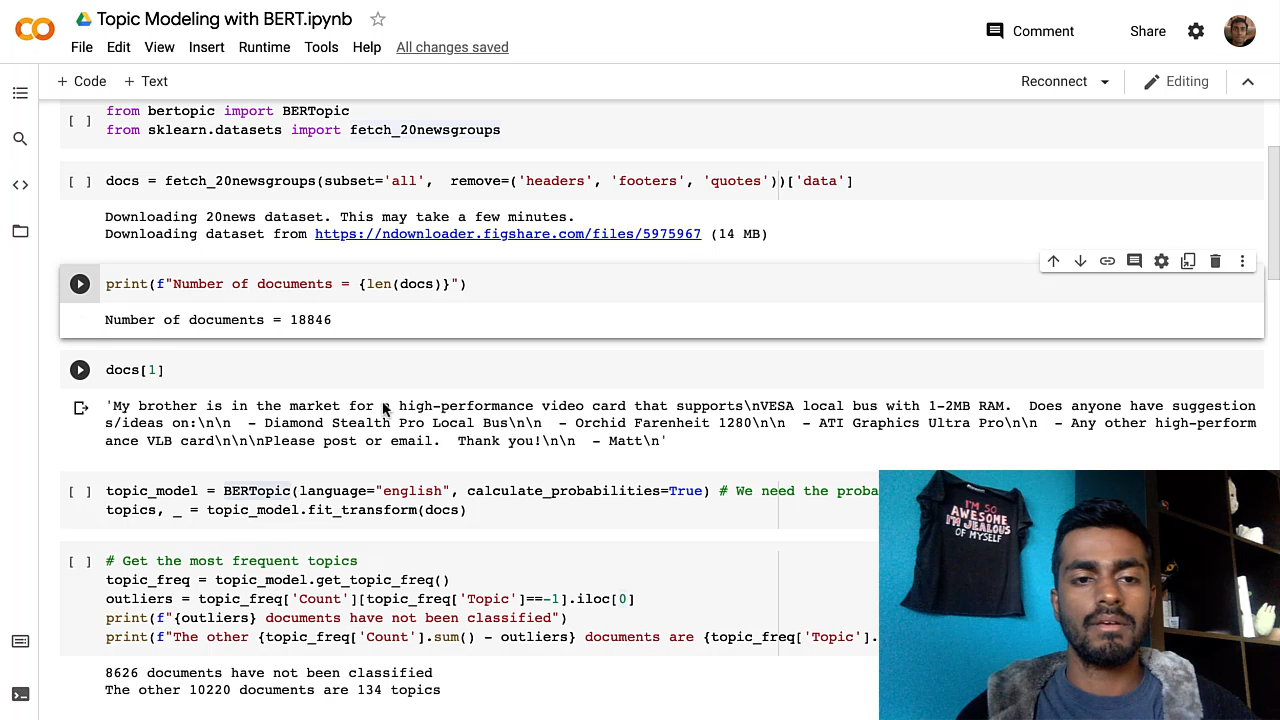 Topic Modeling with BERT.ipynb
File Edit View Insert Runtime Tools Help All changes saved
Comment Share
+ Code + Text
Reconnect Editing
from bertopic import BERTopic
[ ] from sklearn.datasets import fetch_20newsgroups
[ ] docs = fetch_20newsgroups(subset='all',  remove=('headers', 'footers', 'quotes'))['data']
Downloading 20news dataset. This may take a few minutes.
Downloading dataset from https://ndownloader.figshare.com/files/5975967 (14 MB)
print(f"Number of documents = {len(docs)}")
Number of documents = 18846
docs[1]
'My brother is in the market for a high-performance video card that supports\nVESA local bus with 1-2MB RAM.  Does anyone have suggestion
s/ideas on:\n\n  - Diamond Stealth Pro Local Bus\n\n  - Orchid Farenheit 1280\n\n  - ATI Graphics Ultra Pro\n\n  - Any other high-perform
ance VLB card\n\n\nPlease post or email.  Thank you!\n\n  - Matt\n'
[ ] topic_model = BERTopic(language="english", calculate_probabilities=True) # We need the proba
topics, _ = topic_model.fit_transform(docs)
[ ] # Get the most frequent topics
topic_freq = topic_model.get_topic_freq()
outliers = topic_freq['Count'][topic_freq['Topic']==-1].iloc[0]
print(f"{outliers} documents have not been classified")
print(f"The other {topic_freq['Count'].sum() - outliers} documents are {topic_freq['Topic'].
8626 documents have not been classified
The other 10220 documents are 134 topics
I'M SO
AWESOME
I'M JEALOUS
OF MYSELF